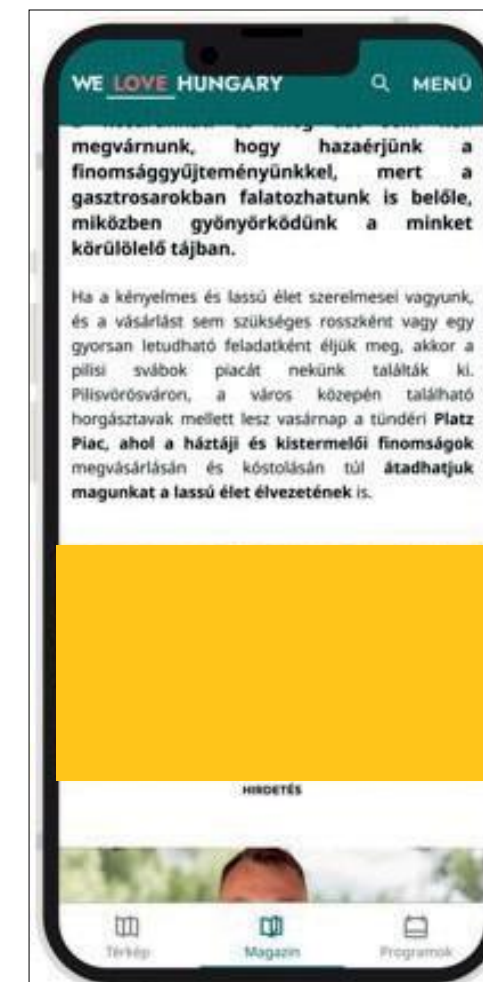 WE LOVE HUNGARY MENÜ
megvárnunk, hogy hazaérjünk a
finomsággyűjteményünkkel, mert a
gasztrosarokban falatozhatunk is belőle,
miközben gyönyörködünk a minket
körülölelő tájban.
Ha a kényelmes és lassú élet szerelmesei vagyunk,
és a vásárlást sem szükséges rosszként vagy egy
gyorsan letudható feladatként éljük meg, akkor a
pilisi svábok piacát nekünk találták ki.
Pilisvörösváron, a város közepén található
horgásztavak mellett lesz vasárnap a tündéri Platz
Piac, ahol a háztáji és kistermelői finomságok
megvásárlásán és kóstolásán túl átadhatjuk
magunkat a lassú élet élvezetének is.
HIRDETÉS
Térkép Magazin Programok